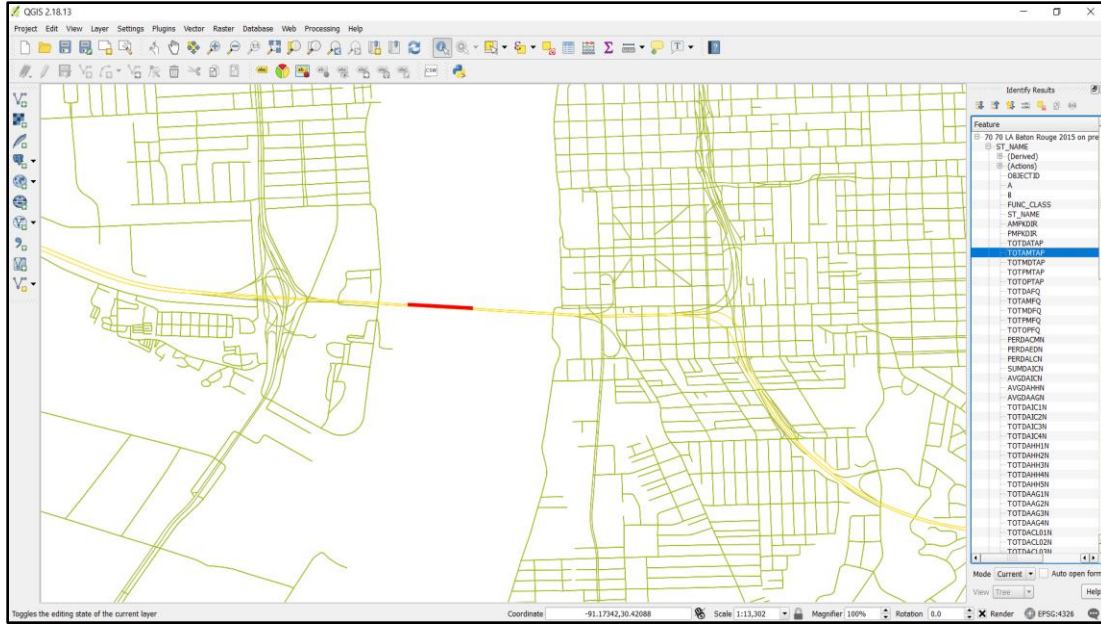 QGIS 2.18.13
Project Edit View Layer Settings Plugins Vector Raster Database Web Processing Help
abc
CSW
Identify Results
Feature
70 70 LA Baton Rouge 2015 on pre
ST_NAME
(Derived)
(Actions)
OBJECTID
A
B
FUNC_CLASS
ST_NAME
AMPKDIR
PMPKDIR
TOTDATAP
TOTAMTAP
TOTMDTAP
TOTPMTAP
TOTOPTAP
TOTDAFQ
TOTAMFQ
TOTMDFQ
TOTPMFQ
TOTOPFQ
PERDACMN
PERDAEDN
PERDALCN
SUMDAICN
AVGDAICN
AVGDAHHN
AVGDAAGN
TOTDAIC1N
TOTDAIC2N
TOTDAIC3N
TOTDAIC4N
TOTDAHH1N
TOTDAHH2N
TOTDAHH3N
TOTDAHH4N
TOTDAHH5N
TOTDAAG1N
TOTDAAG2N
TOTDAAG3N
TOTDAAG4N
TOTDACL01N
TOTDACL02N
TOTDACL03N
Mode Current Auto open form
View Tree Help
Toggles the editing state of the current layer Coordinate -91.17342,30.42088 Scale 1:13,302 Magnifier 100% Rotation 0.0 Render EPSG:4326